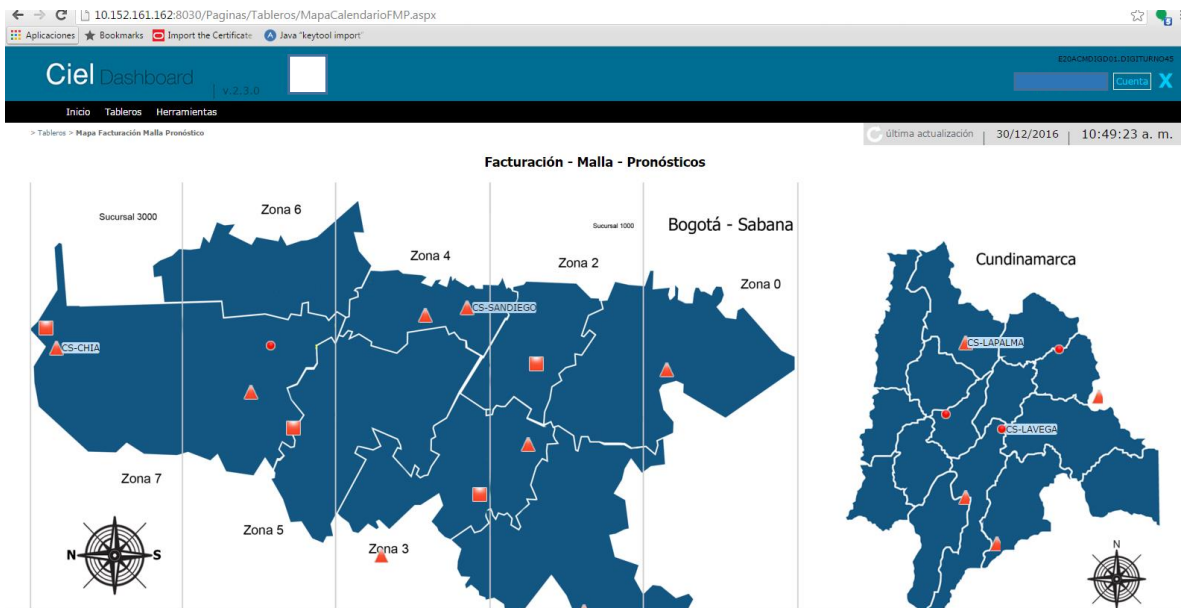 10.152.161.162:8030/Paginas/Tableros/MapaCalendarioFMP.aspx
Aplicaciones Bookmarks Import the Certificate Java "keytool import"
E20ACMDIGD01.DIGITURNO45
Ciel Dashboard v.2.3.0
Cuenta X
Inicio Tableros Herramientas
> Tableros > Mapa Facturación Malla Pronóstico
última actualización 30/12/2016 10:49:23 a. m.
Facturación - Malla - Pronósticos
Sucursal 3000
Zona 6
Sucursal 1000
Bogotá - Sabana
Zona 4
Zona 2
Zona 0
Cundinamarca
CS-SANDIEGO
CS-CHIA
CS-LAPALMA
CS-LAVEGA
Zona 7
Zona 5
Zona 3
N S
N